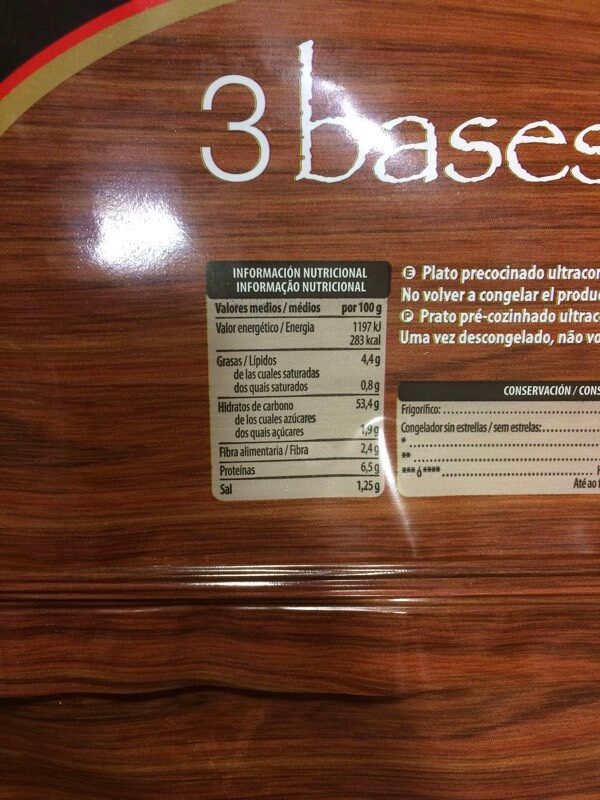 3 bases
INFORMACIÓN NUTRICIONAL
INFORMAÇÃO NUTRICIONAL
Valores medios / médios por 100 g
Valor energético / Energia 1197 kJ
283 kcal
Grasas / Lípidos 4,4 g
de las cuales saturadas
dos quais saturados 0,8 g
Hidratos de carbono 53,4 g
de los cuales azúcares
dos quais açúcares 1,9 g
Fibra alimentaria / Fibra 2,4 g
Proteínas 6,5 g
Sal 1,25 g
E Plato precocinado ultracon
No volver a congelar el produ
P Prato pré-cozinhado ultrac
Uma vez descongelado, não vo
CONSERVACIÓN / CONS
Frigorífico:
Congelador sin estrellas / sem estrelas:
*
**
*** ó ****
Até ao